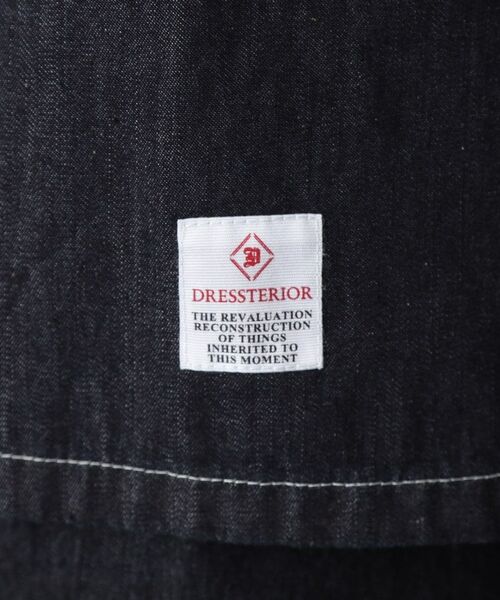 DRESSTERIOR
THE REVALUATION
RECONSTRUCTION
OF THINGS
INHERITED TO
THIS MOMENT